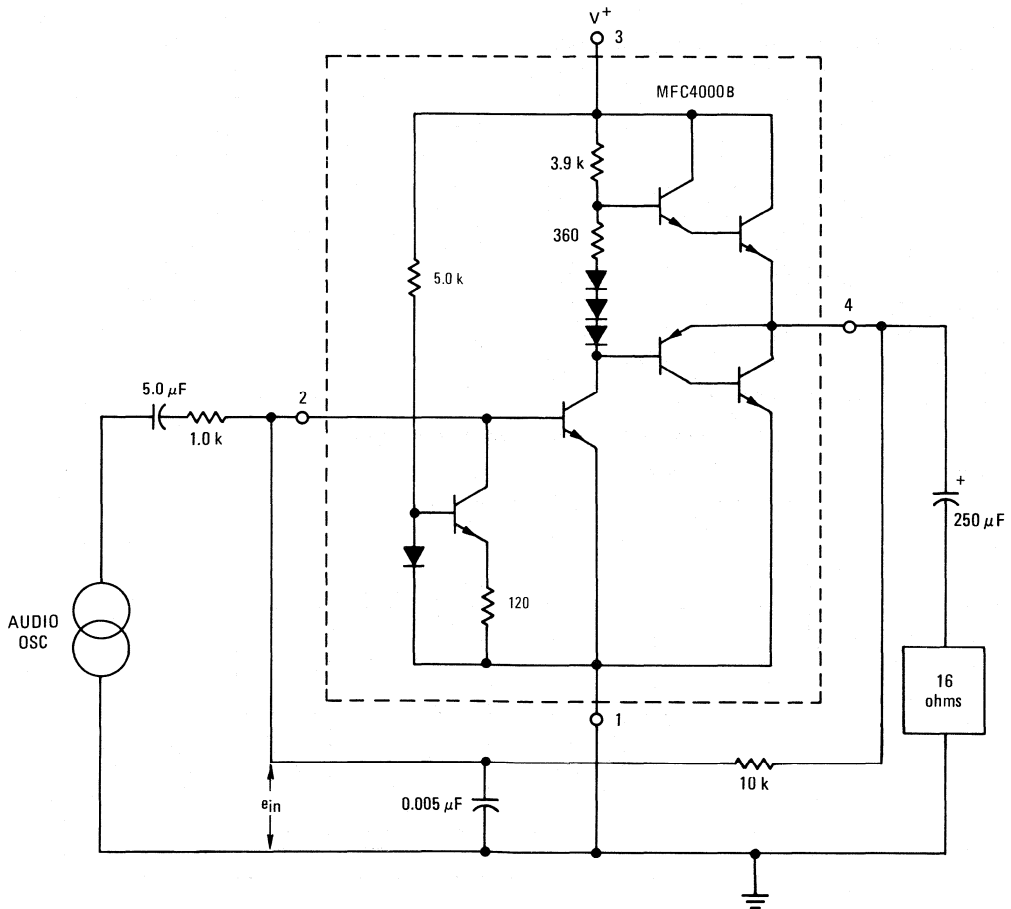 V+
3
MFC4000B
3.9 k
360
5.0 k
4
5.0 μF
2
1.0 k
+
250 μF
120
AUDIO
OSC
16
ohms
1
10 k
ein
0.005 μF